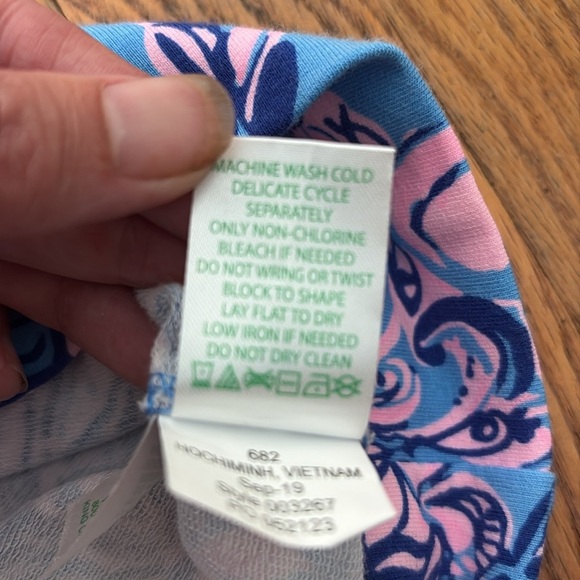 MACHINE WASH COLD
DELICATE CYCLE
SEPARATELY
ONLY NON-CHLORINE
BLEACH IF NEEDED
DO NOT WRING OR TWIST
BLOCK TO SHAPE
LAY FLAT TO DRY
LOW IRON IF NEEDED
DO NOT DRY CLEAN
682
HOCHIMINH, VIETNAM
Sep-19
Style 003267
PO 052123